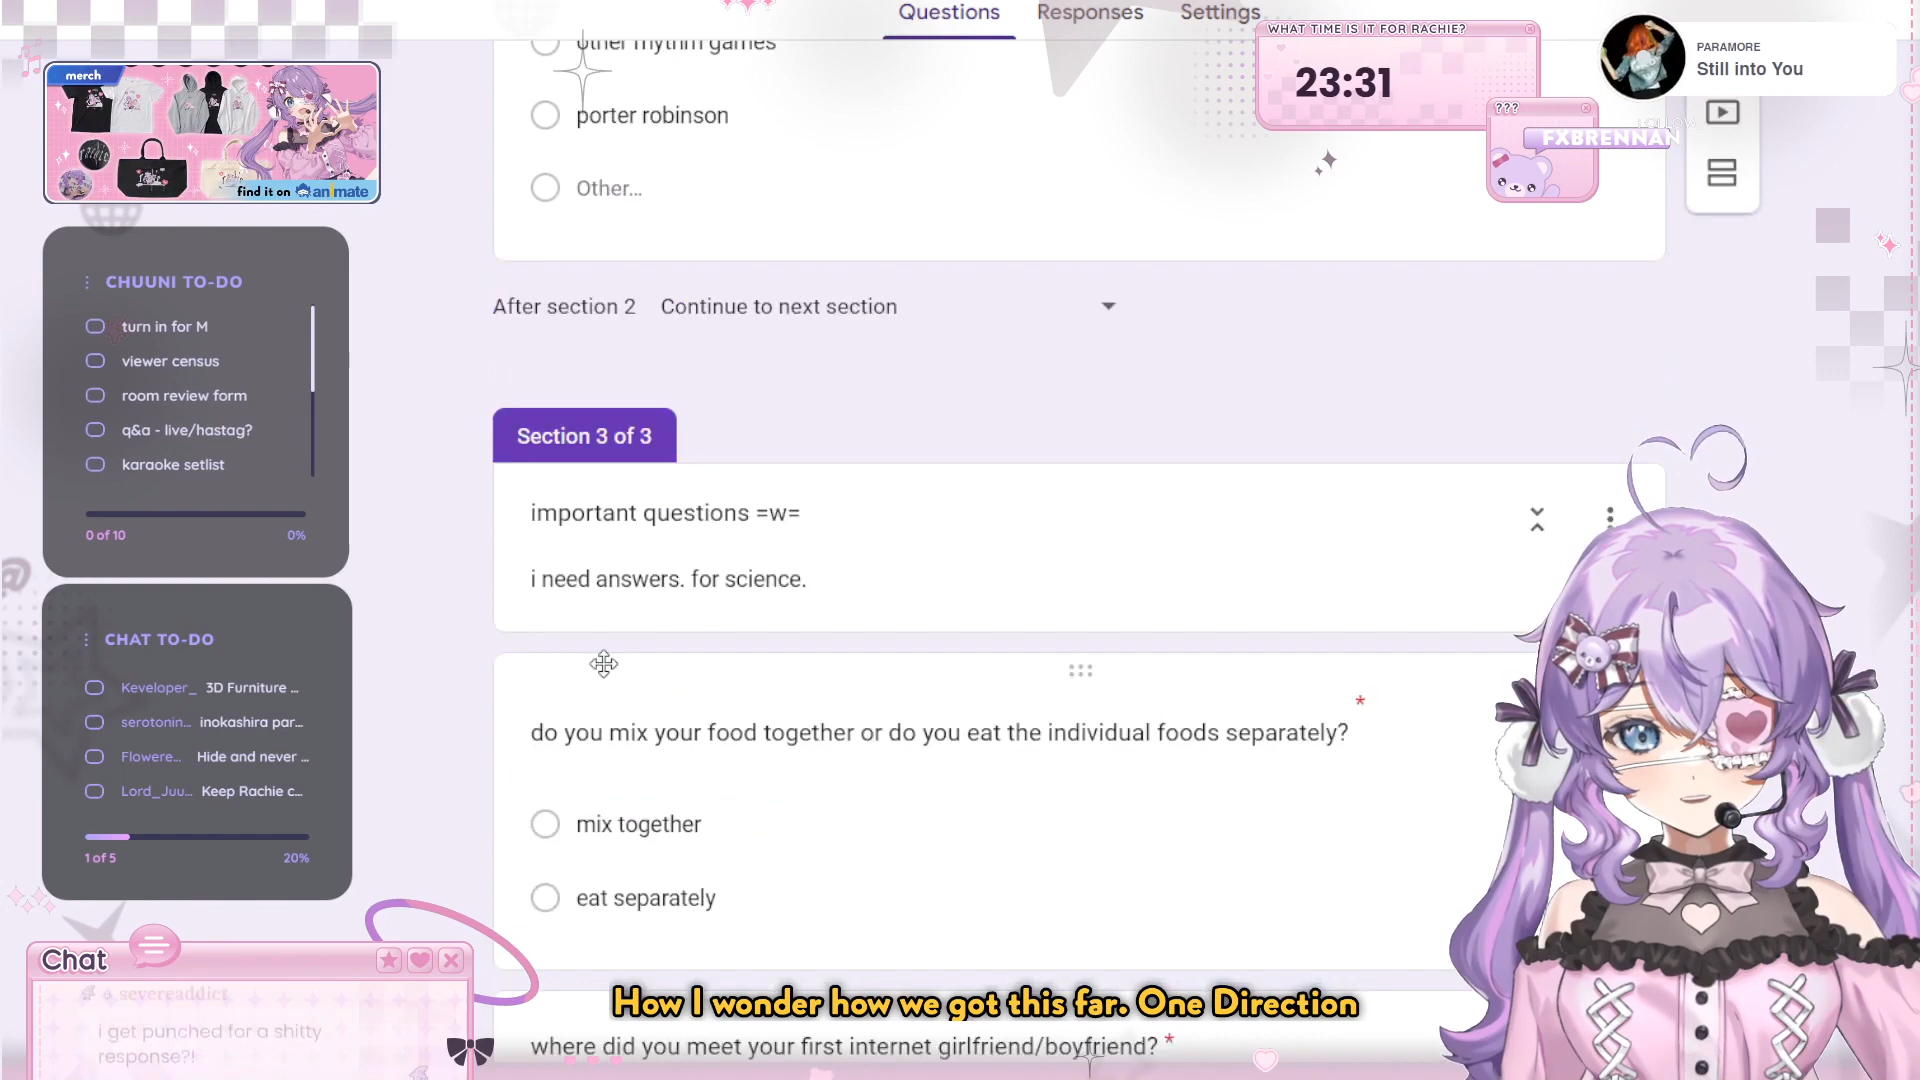 Questions Responses Settings
other rhythm games
porter robinson
Other...
After section 2 Continue to next section
Section 3 of 3
important questions =w=
i need answers. for science.
*
do you mix your food together or do you eat the individual foods separately?
mix together
eat separately
where did you meet your first internet girlfriend/boyfriend? *
How I wonder how we got this far. One Direction
merch
find it on animate
CHUUNI TO-DO
turn in for M
viewer census
room review form
q&a - live/hastag?
karaoke setlist
0 of 10 0%
CHAT TO-DO
Keveloper_ 3D Furniture ...
serotonin... inokashira par...
Flowere... Hide and never ...
Lord_Juu... Keep Rachie c...
1 of 5 20%
Chat
severeaddict
i get punched for a shitty
response?!
WHAT TIME IS IT FOR RACHIE?
23:31
???
FOLLOW
FXBRENNAN
PARAMORE
Still into You